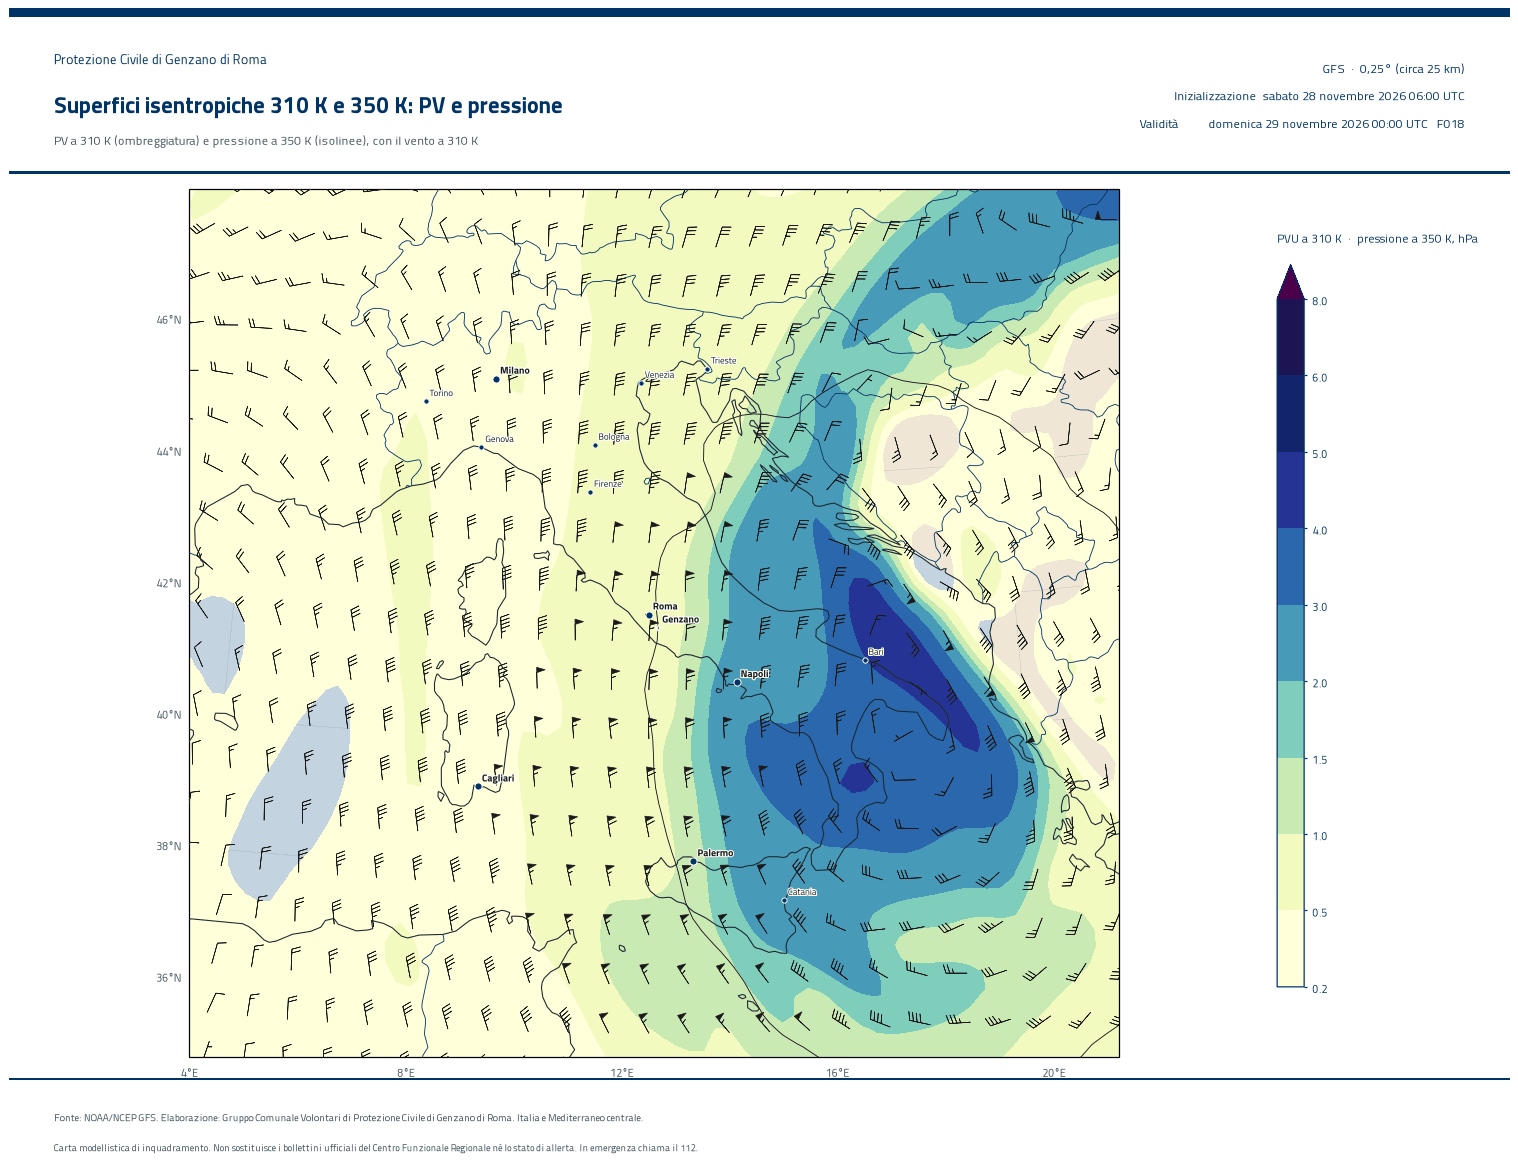 Protezione Civile di Genzano di Roma
Superfici isentropiche 310 K e 350 K: PV e pressione
PV a 310 K (ombreggiatura) e pressione a 350 K (isolinee), con il vento a 310 K
GFS · 0,25° (circa 25 km)
Inizializzazione sabato 28 novembre 2026 06:00 UTC
Validità domenica 29 novembre 2026 00:00 UTC F018
PVU a 310 K · pressione a 350 K, hPa
8.0
6.0
5.0
4.0
3.0
2.0
1.5
1.0
0.5
0.2
46°N
44°N
42°N
40°N
38°N
36°N
4°E
8°E
12°E
16°E
20°E
Trieste
Venezia
Milano
Torino
Genova
Bologna
Firenze
Roma
Genzano
Bari
Napoli
Cagliari
Palermo
Catania
Fonte: NOAA/NCEP GFS. Elaborazione: Gruppo Comunale Volontari di Protezione Civile di Genzano di Roma. Italia e Mediterraneo centrale.
Carta modellistica di inquadramento. Non sostituisce i bollettini ufficiali del Centro Funzionale Regionale né lo stato di allerta. In emergenza chiama il 112.